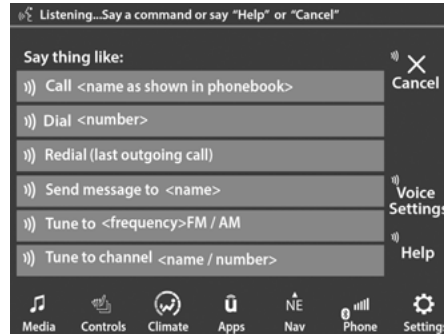 Listening...Say a command or say “Help” or “Cancel”
Say thing like:
Call <name as shown in phonebook>
Cancel
Dial <number>
Redial (last outgoing call)
Send message to <name>
Voice
Settings
Tune to <frequency>FM / AM
Tune to channel <name / number>
Help
Media
Controls
Climate
û
Apps
NE
Nav
Phone
Setting